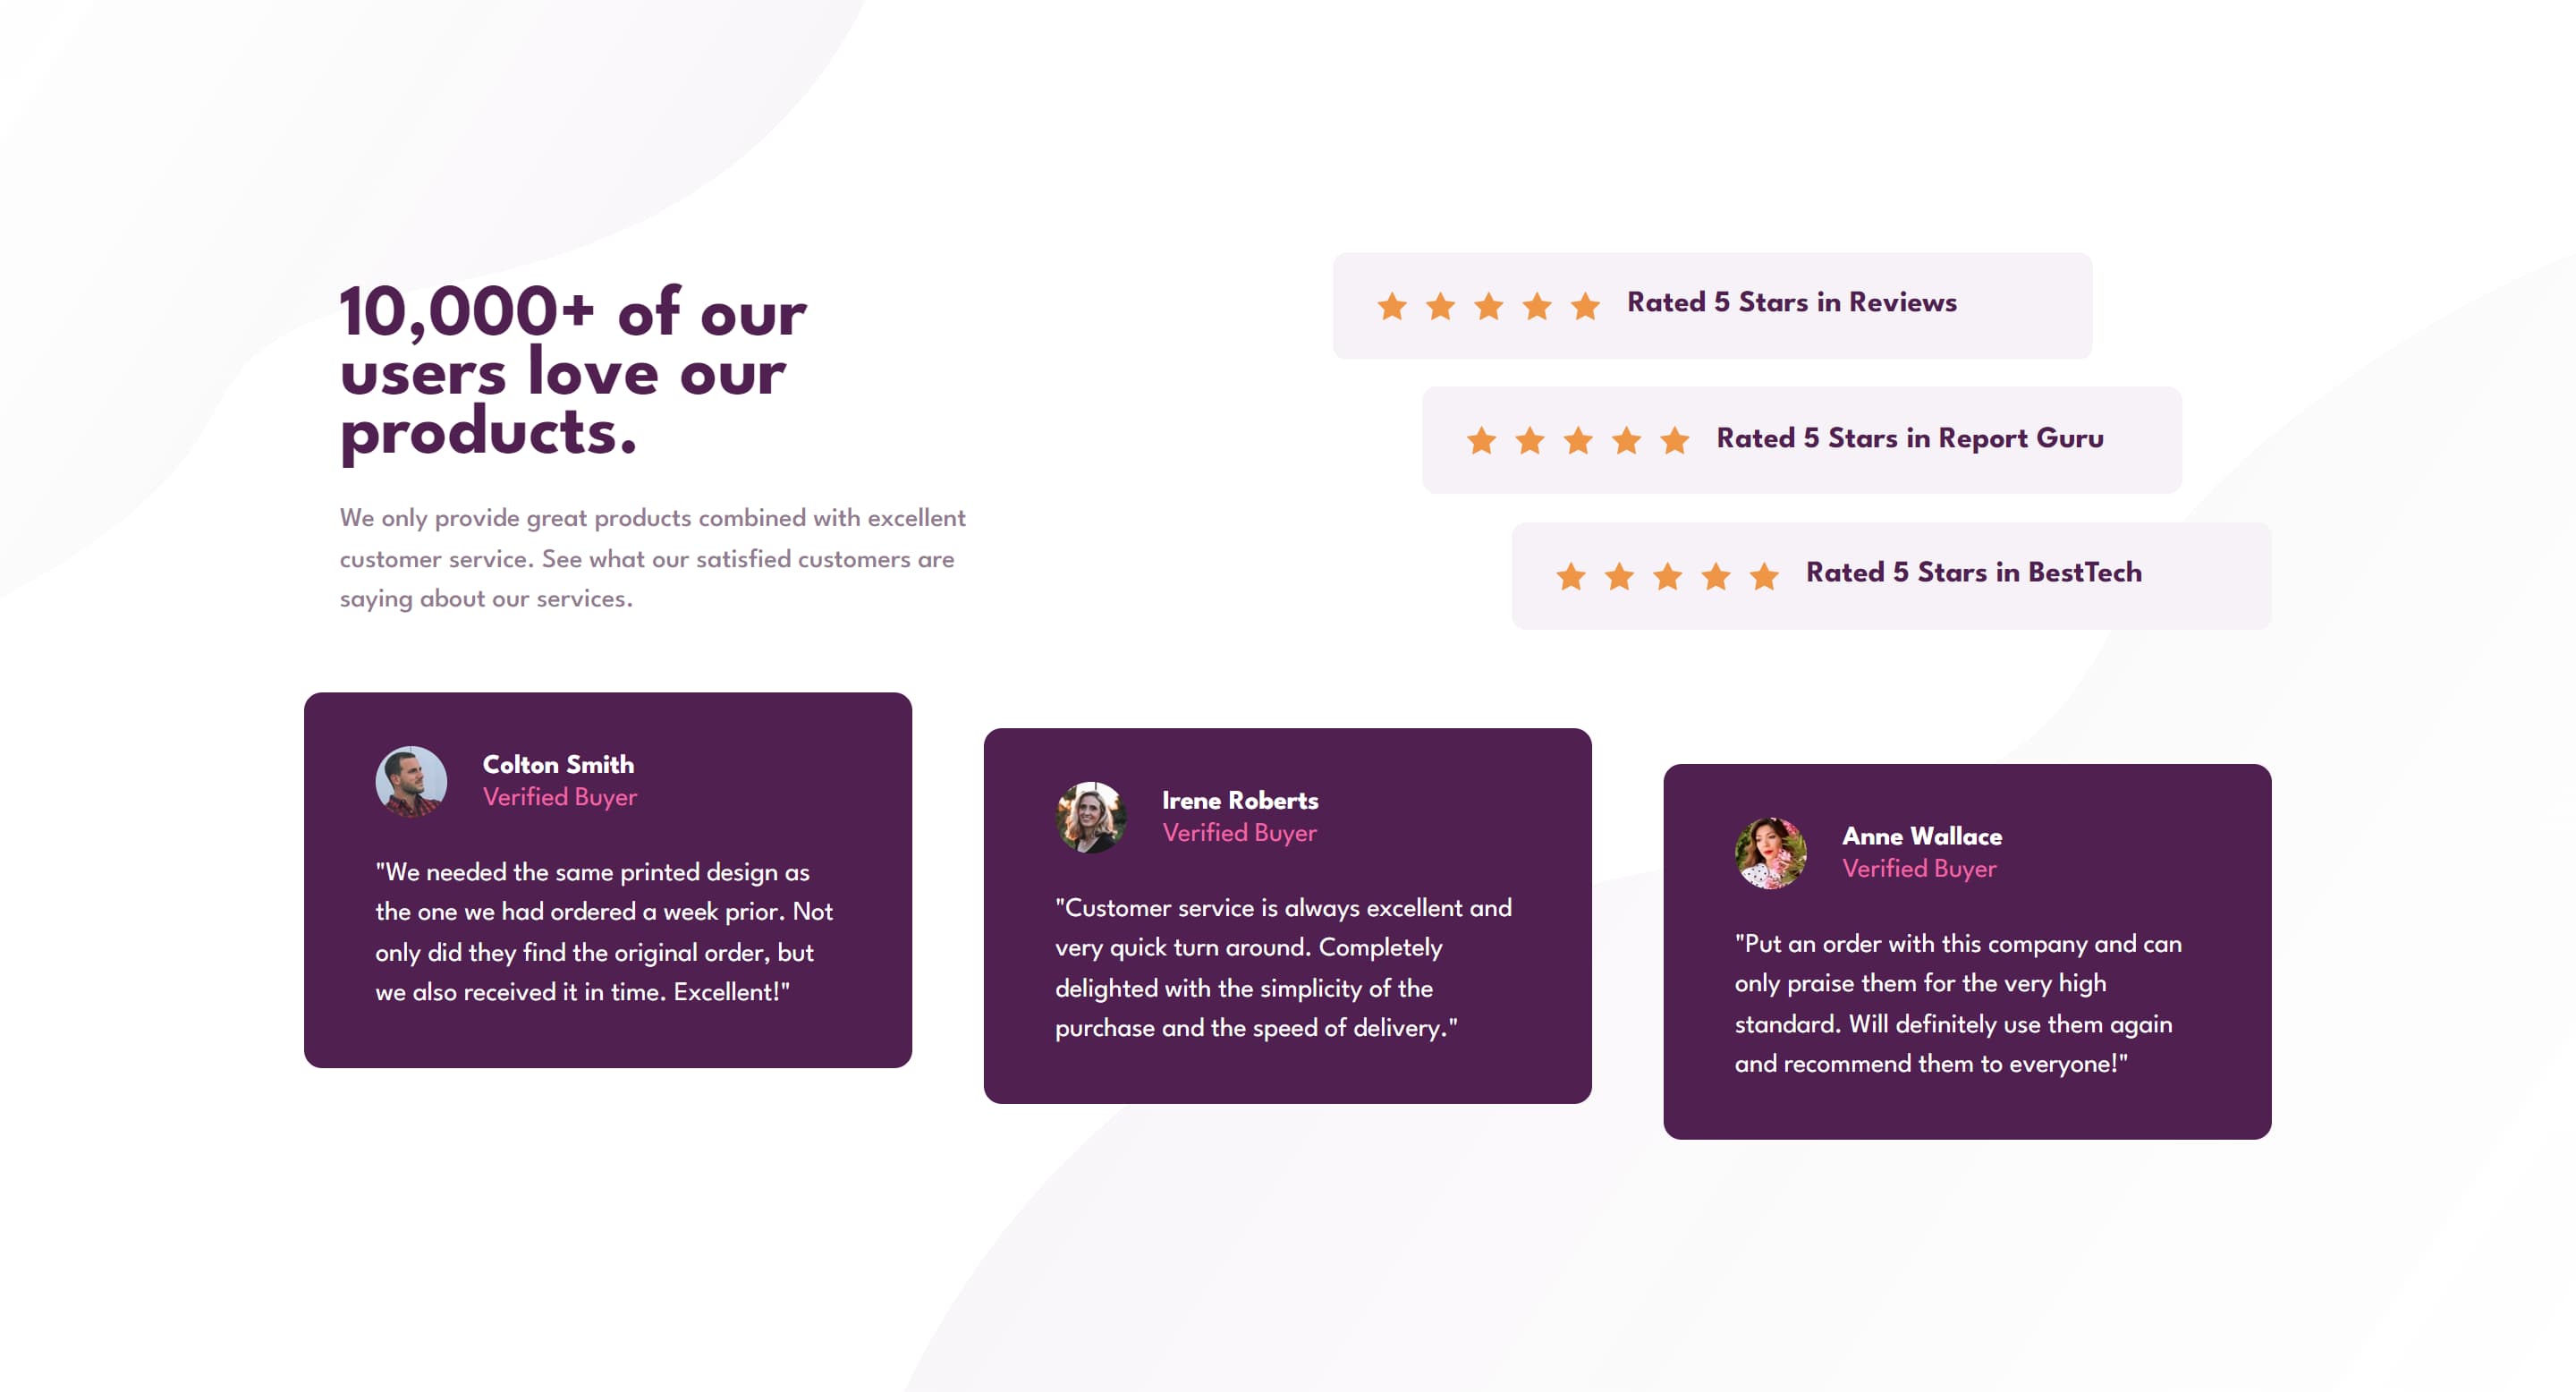 10,000+ of our
users love our
products.
We only provide great products combined with excellent
customer service. See what our satisfied customers are
saying about our services.
Rated 5 Stars in Reviews
Rated 5 Stars in Report Guru
Rated 5 Stars in BestTech
Colton Smith
Verified Buyer
"We needed the same printed design as
the one we had ordered a week prior. Not
only did they find the original order, but
we also received it in time. Excellent!"
Irene Roberts
Verified Buyer
"Customer service is always excellent and
very quick turn around. Completely
delighted with the simplicity of the
purchase and the speed of delivery."
Anne Wallace
Verified Buyer
"Put an order with this company and can
only praise them for the very high
standard. Will definitely use them again
and recommend them to everyone!"